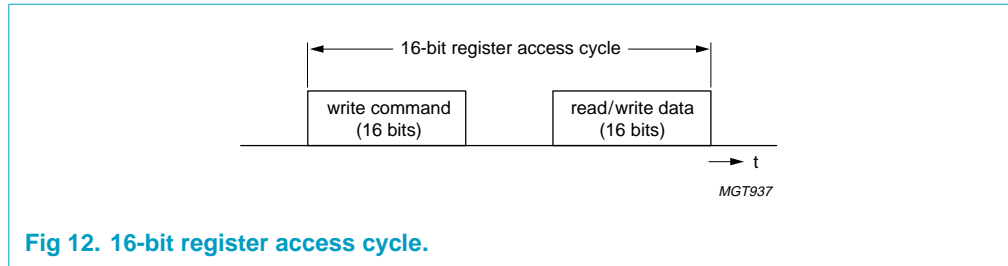 16-bit register access cycle
write command
(16 bits)
read/write data
(16 bits)
t
MGT937
Fig 12. 16-bit register access cycle.